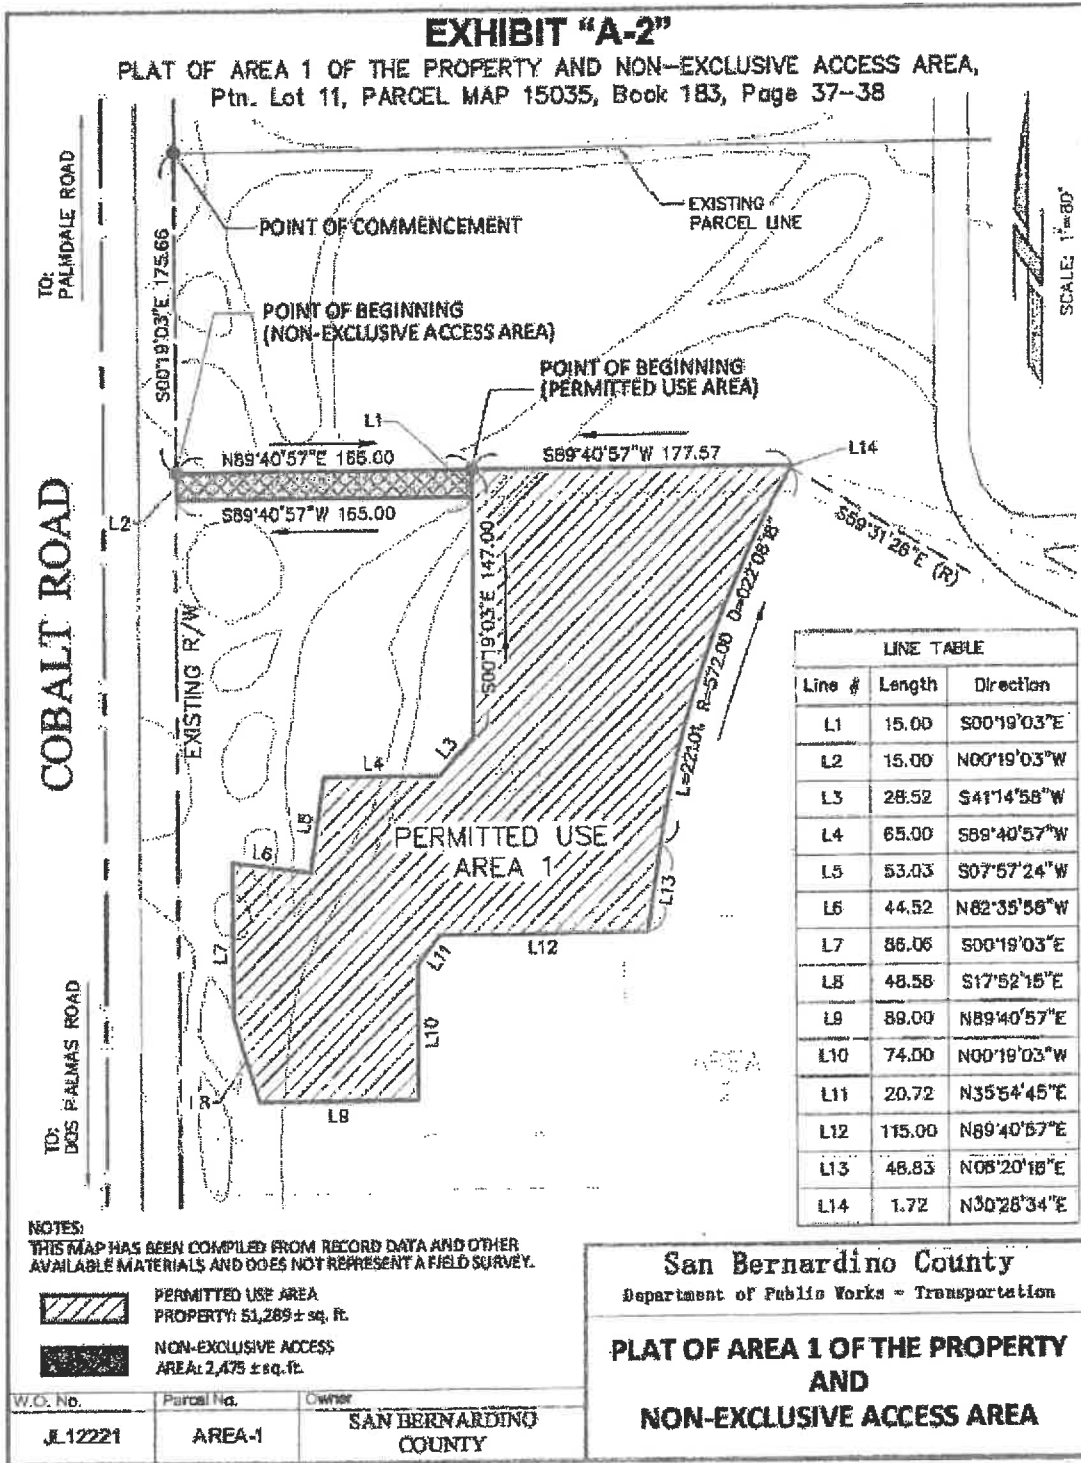 EXHIBIT "A-2"
PLAT OF AREA 1 OF THE PROPERTY AND NON-EXCLUSIVE ACCESS AREA,
Ptn. Lot 11, PARCEL MAP 15035, Book 183, Page 37-38
TO:
PALMDALE ROAD
S00°19'03"E 175.66
POINT OF COMMENCEMENT
EXISTING
PARCEL LINE
SCALE: 1"=80'
POINT OF BEGINNING
(NON-EXCLUSIVE ACCESS AREA)
POINT OF BEGINNING
(PERMITTED USE AREA)
L1
N89°40'57"E 165.00
S89°40'57"W 177.57
L14
L2
S89°40'57"W 165.00
S59°31'26"E (R)
COBALT ROAD
EXISTING R/W
S00°19'03"E 147.00
L=221.01 R=572.00 D=022°08'18"
L3
L4
L5
L6
PERMITTED USE
AREA 1
L7
L13
L12
L11
L10
L8
L9
AREA
TO:
DOS PALMAS ROAD
LINE TABLE
Line # Length Direction
L1 15.00 S00°19'03"E
L2 15.00 N00°19'03"W
L3 28.52 S41°14'58"W
L4 65.00 S89°40'57"W
L5 53.03 S07°57'24"W
L6 44.52 N82°35'58"W
L7 86.06 S00°19'03"E
L8 48.58 S17°52'15"E
L9 89.00 N89°40'57"E
L10 74.00 N00°19'03"W
L11 20.72 N35°54'45"E
L12 115.00 N89°40'57"E
L13 48.83 N08°20'18"E
L14 1.72 N30°28'34"E
NOTES:
THIS MAP HAS BEEN COMPILED FROM RECORD DATA AND OTHER
AVAILABLE MATERIALS AND DOES NOT REPRESENT A FIELD SURVEY.
PERMITTED USE AREA
PROPERTY: 51,289± sq. ft.
NON-EXCLUSIVE ACCESS
AREA: 2,475 ±sq.ft.
San Bernardino County
Department of Public Works - Transportation
PLAT OF AREA 1 OF THE PROPERTY
AND
NON-EXCLUSIVE ACCESS AREA
W.O. No.
JL12221
Parcel No.
AREA-1
Owner
SAN BERNARDINO
COUNTY